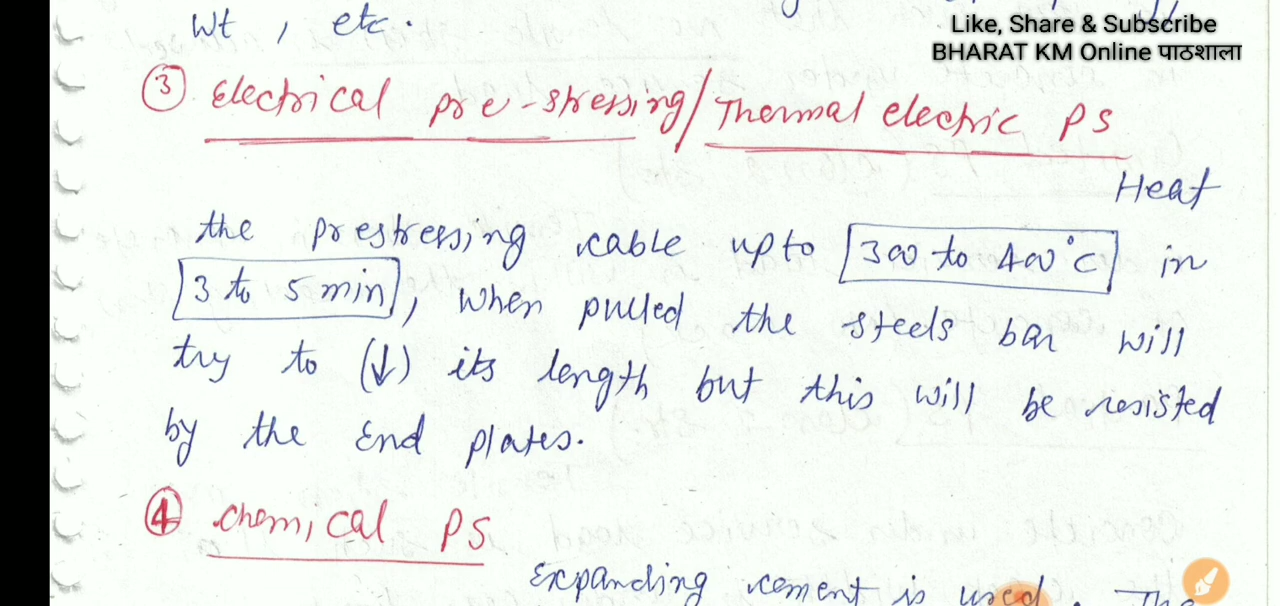 Wt , etc.
Like, Share & Subscribe
BHARAT KM Online पाठशाला
③ Electrical pre-stressing/Thermal electric PS
Heat
the prestressing cable upto 300 to 400°C in
3 to 5 min, When pulled the steels bar will
try to (↓) its length but this will be resisted
by the End plates.
④ chemical PS
Expanding cement is used. The